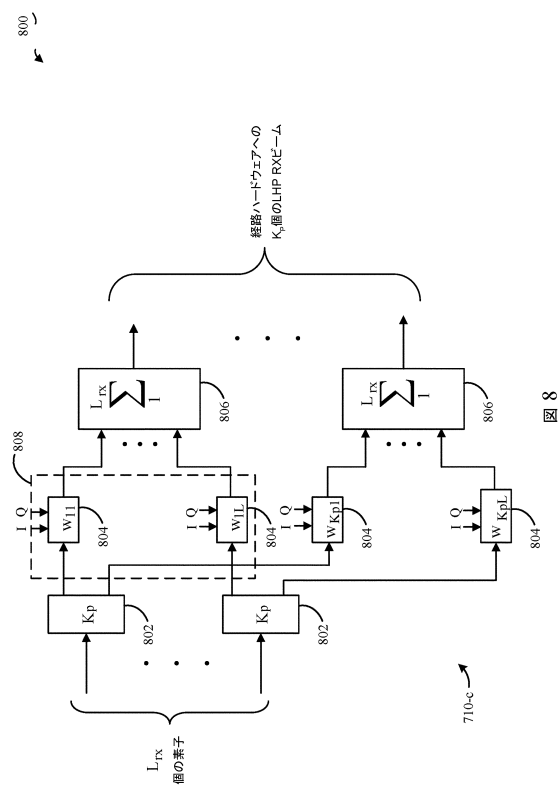 800
経路ハードウェアへの
Kp個のLHP RXビーム
808
I Q
W11
804
Lrx
∑
1
806
I Q
W1L
804
I Q
WKp1
804
Lrx
∑
1
806
I Q
WKpL
804
Kp
802
Kp
802
Lrx
個の素子
710-c
図 8